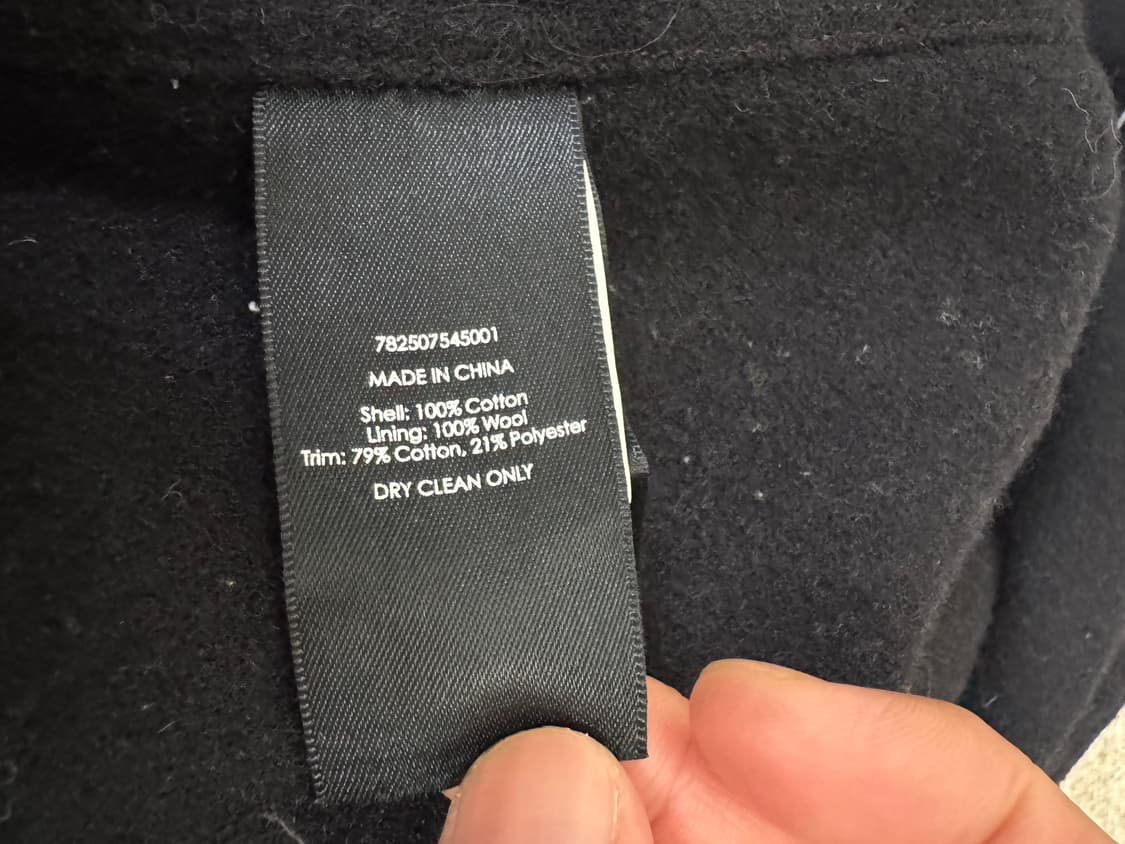 782507545001
MADE IN CHINA
Shell: 100% Cotton
Lining: 100% Wool
Trim: 79% Cotton, 21% Polyester
DRY CLEAN ONLY